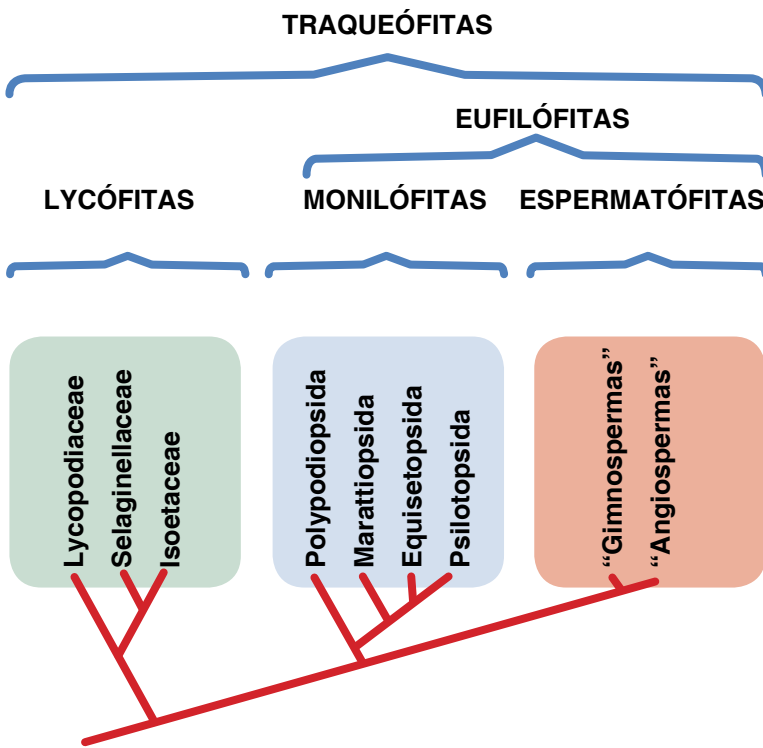 TRAQUEÓFITAS
EUFILÓFITAS
LYCÓFITAS
MONILÓFITAS
ESPERMATÓFITAS
Lycopodiaceae
Selaginellaceae
Isoetaceae
Polypodiopsida
Marattiopsida
Equisetopsida
Psilotopsida
“Gimnospermas”
“Angiospermas”